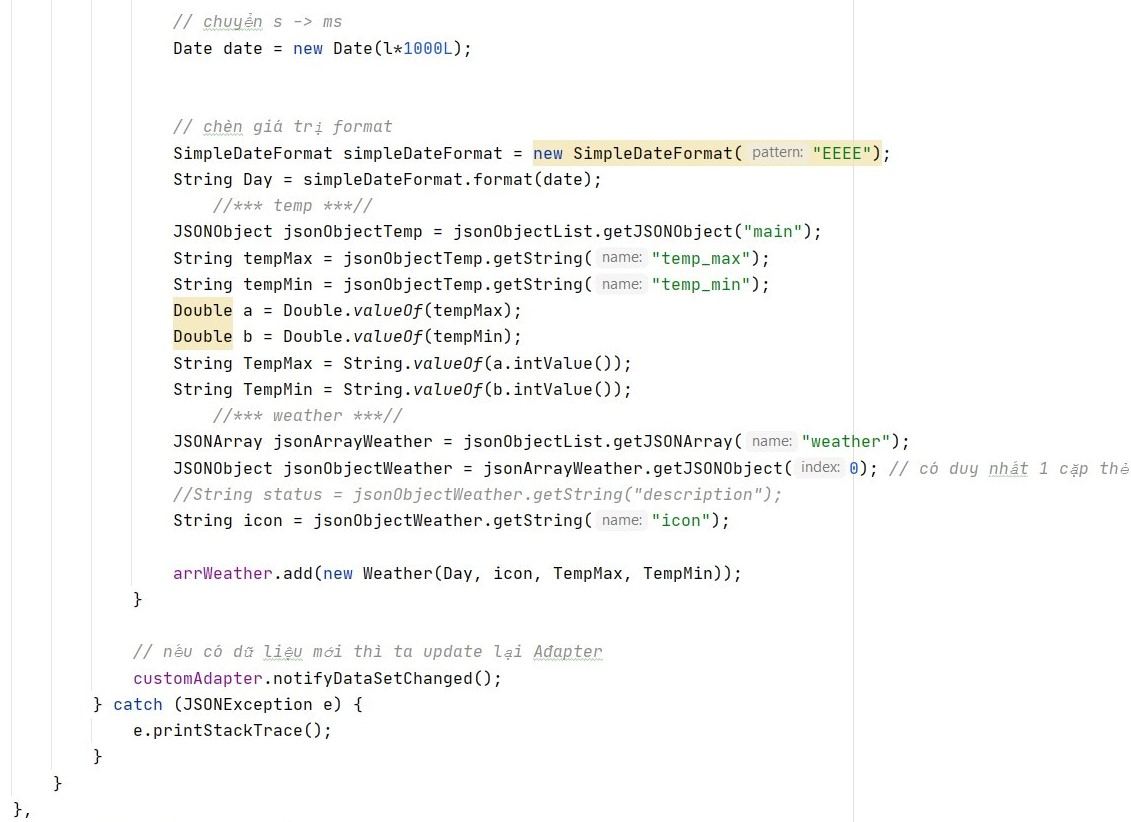 // chuyển s -> ms
Date date = new Date(l*1000L);
// chèn giá trị format
SimpleDateFormat simpleDateFormat = new SimpleDateFormat( pattern: "EEEE");
String Day = simpleDateFormat.format(date);
//*** temp ***//
JSONObject jsonObjectTemp = jsonObjectList.getJSONObject("main");
String tempMax = jsonObjectTemp.getString( name: "temp_max");
String tempMin = jsonObjectTemp.getString( name: "temp_min");
Double a = Double.valueOf(tempMax);
Double b = Double.valueOf(tempMin);
String TempMax = String.valueOf(a.intValue());
String TempMin = String.valueOf(b.intValue());
//*** weather ***//
JSONArray jsonArrayWeather = jsonObjectList.getJSONArray( name: "weather");
JSONObject jsonObjectWeather = jsonArrayWeather.getJSONObject( index: 0); // có duy nhất 1 cặp thẻ
//String status = jsonObjectWeather.getString("description");
String icon = jsonObjectWeather.getString( name: "icon");
arrWeather.add(new Weather(Day, icon, TempMax, TempMin));
}
// nếu có dữ liệu mới thì ta update lại Ađapter
customAdapter.notifyDataSetChanged();
} catch (JSONException e) {
e.printStackTrace();
}
}
},